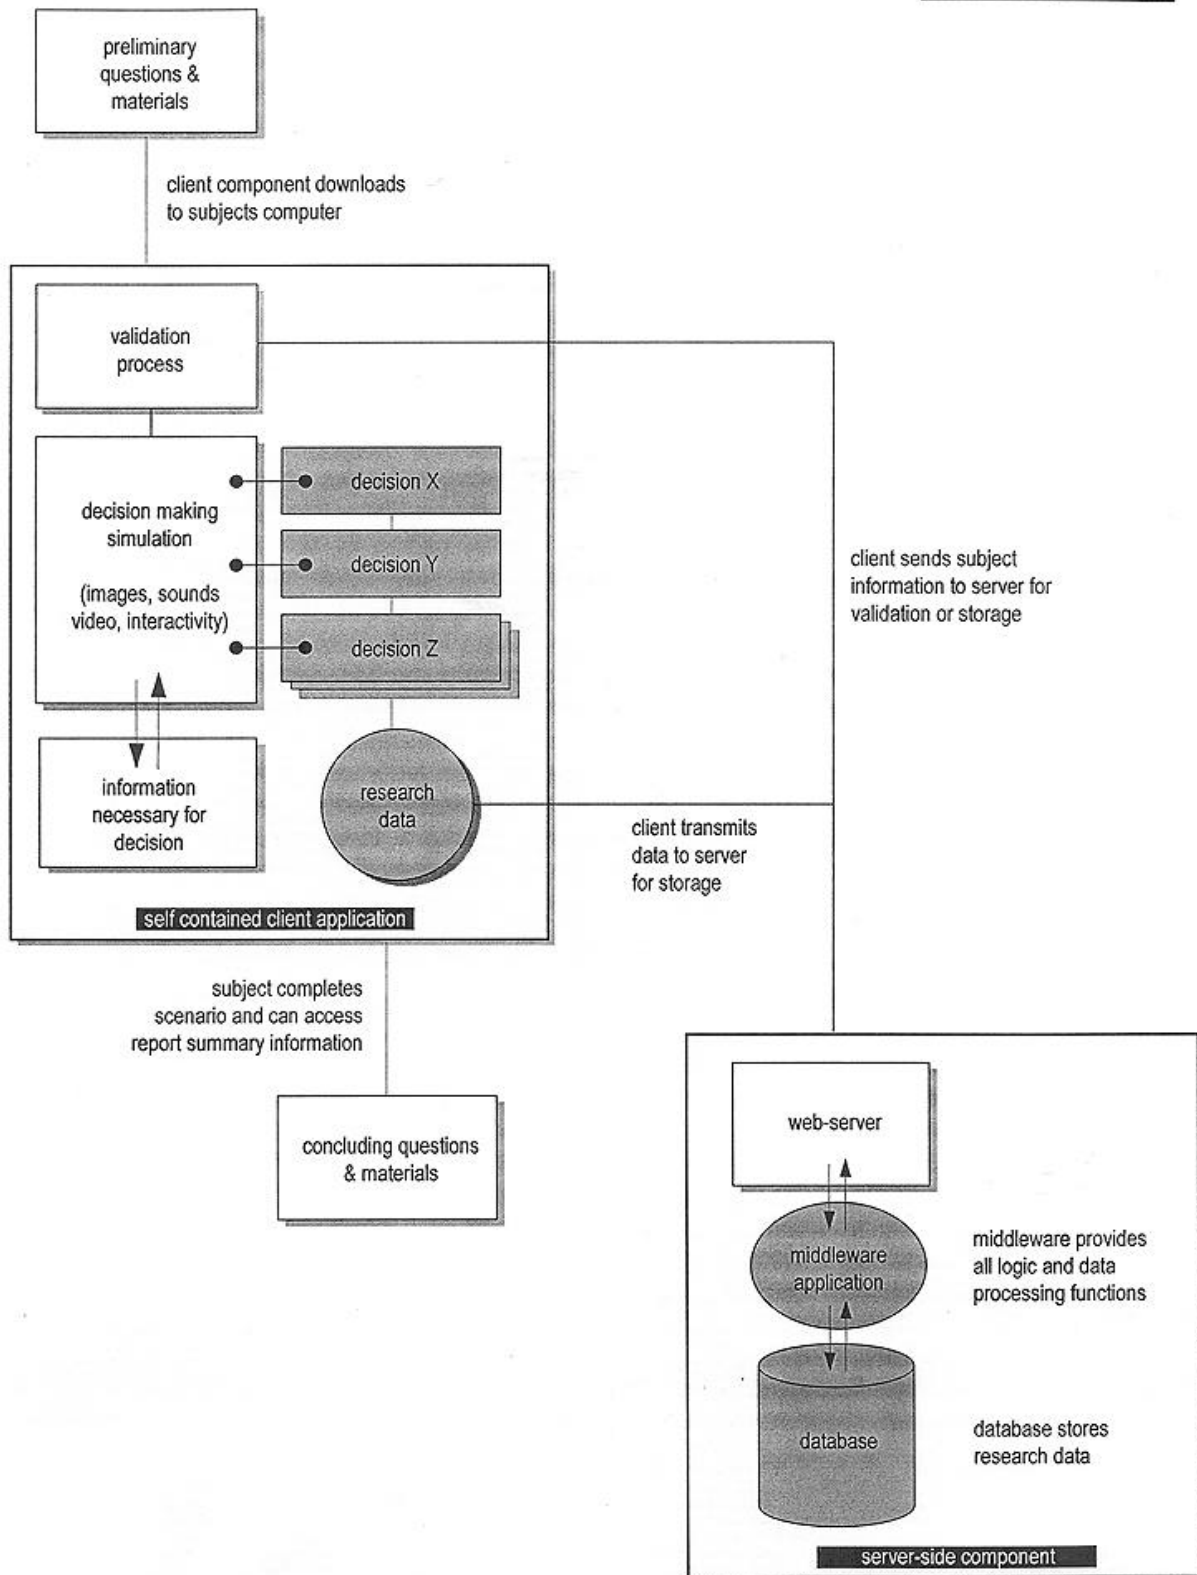 preliminary
questions &
materials
client component downloads
to subjects computer
validation
process
decision making
simulation
(images, sounds
video, interactivity)
decision X
decision Y
decision Z
client sends subject
information to server for
validation or storage
information
necessary for
decision
research
data
client transmits
data to server
for storage
self contained client application
subject completes
scenario and can access
report summary information
concluding questions
& materials
web-server
middleware
application
middleware provides
all logic and data
processing functions
database
database stores
research data
server-side component